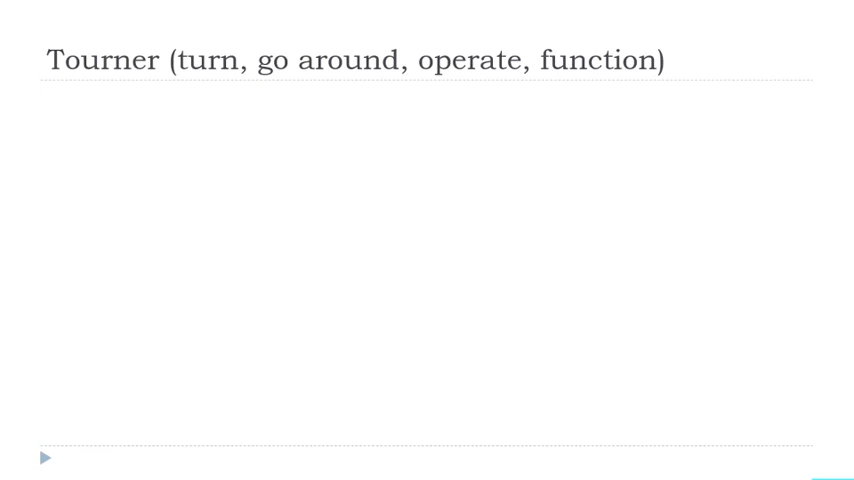 Tourner (turn, go around, operate, function)